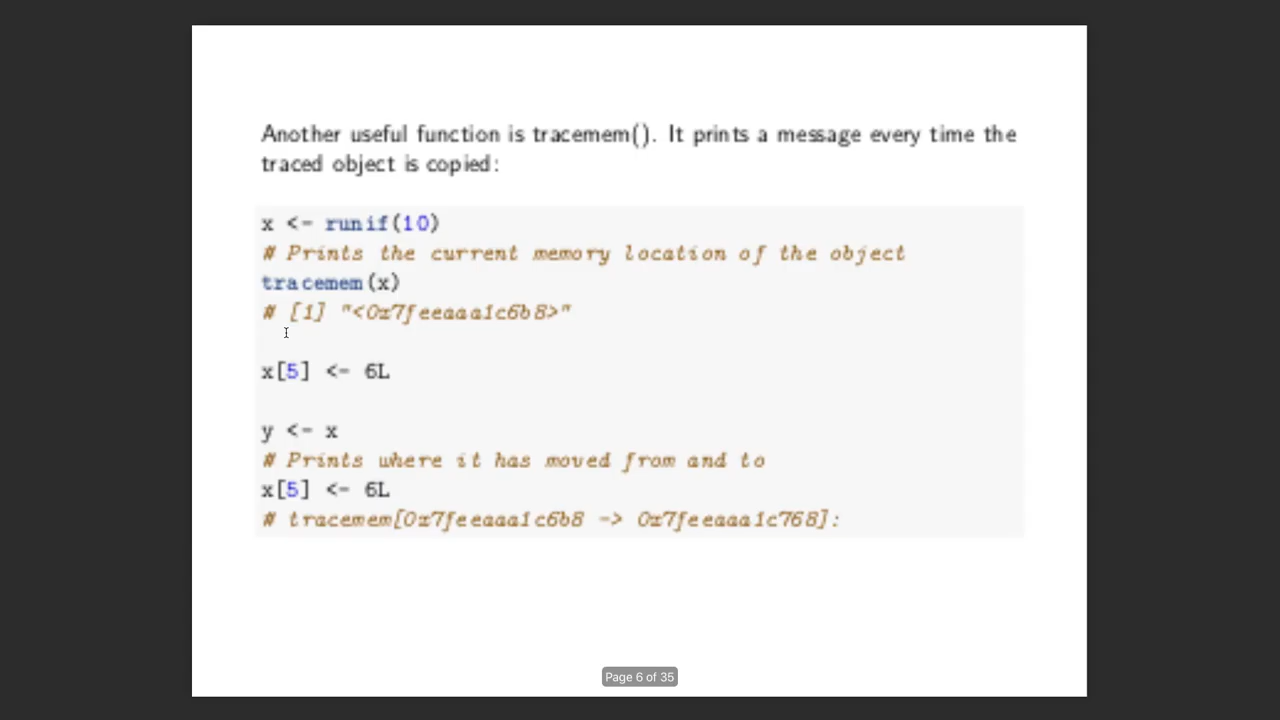 Another useful function is tracemem(). It prints a message every time the
traced object is copied:
x <- runif(10)
# Prints the current memory location of the object
tracemem(x)
# [1] "<0x7feeaaa1c6b8>"
x[5] <- 6L
y <- x
# Prints where it has moved from and to
x[5] <- 6L
# tracemem[0x7feeaaa1c6b8 -> 0x7feeaaa1c768]:
Page 6 of 35